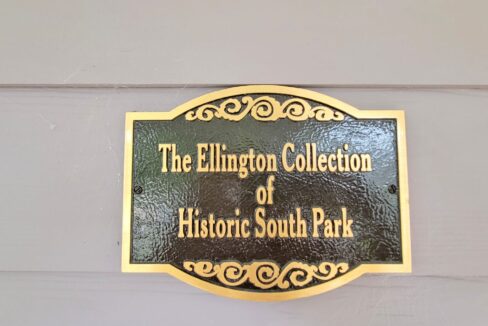 The Ellington Collection
of
Historic South Park